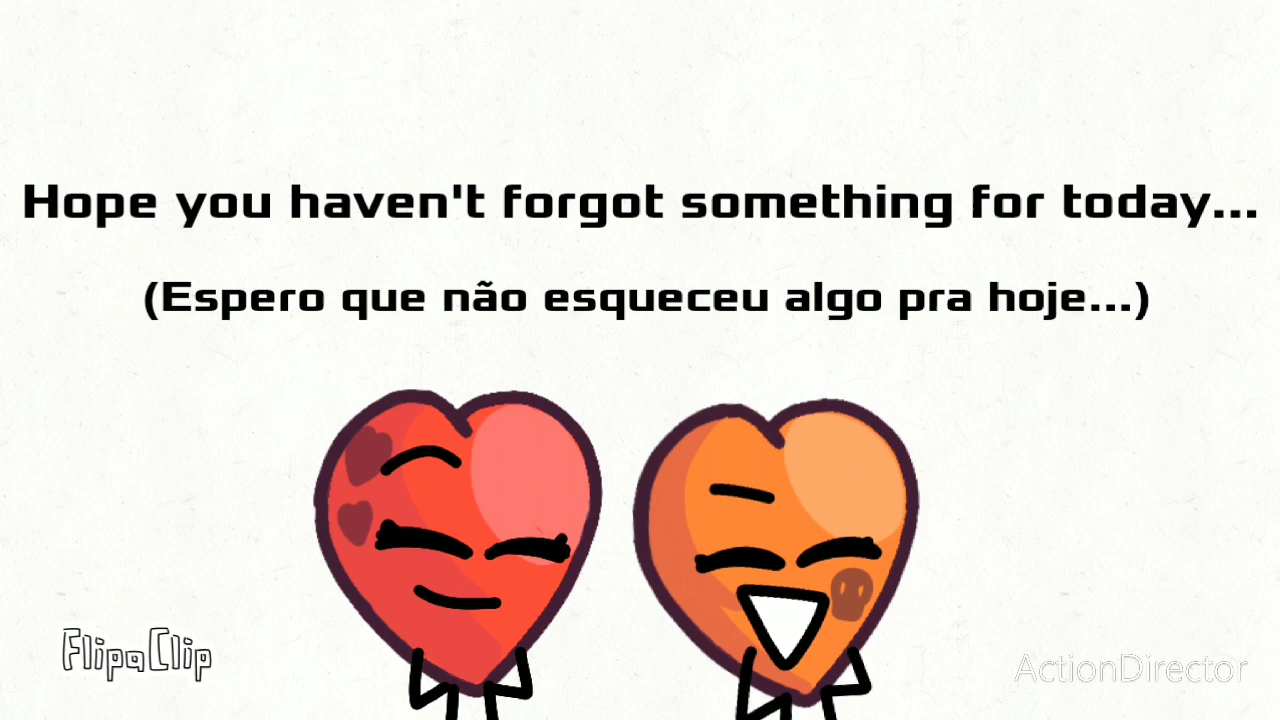 Hope you haven't forgot something for today...
(Espero que não esqueceu algo pra hoje...)
FlipaClip
ActionDirector